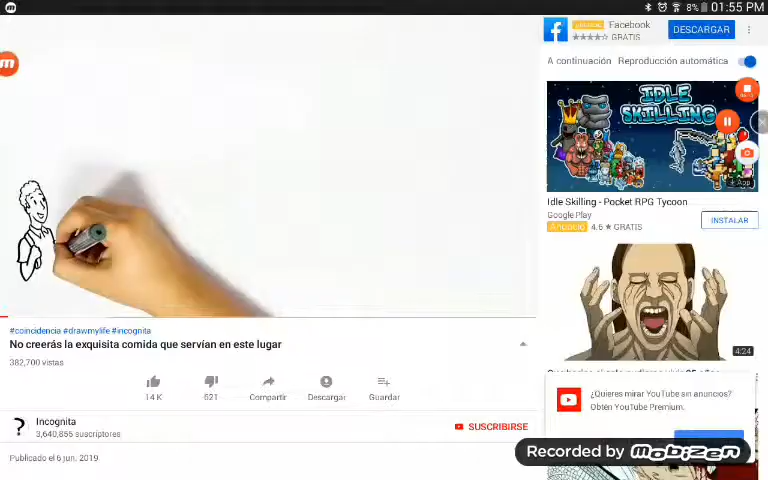 8% 01:55 PM
Facebook
GRATIS
DESCARGAR
A continuación Reproducción automática
IDLE
SKILLING
App
Idle Skilling - Pocket RPG Tycoon
Google Play
4.6 ★ GRATIS
INSTALAR
4:24
#coincidencia #drawmylife #incognita
No creerás la exquisita comida que servían en este lugar
382,700 vistas
14 K
521
Compartir
Descargar
Guardar
Incognita
3,640,855 suscriptores
SUSCRIBIRSE
Publicado el 6 jun. 2019
¿Quieres mirar YouTube sin anuncios?
Obtén YouTube Premium.
Recorded by mobizen